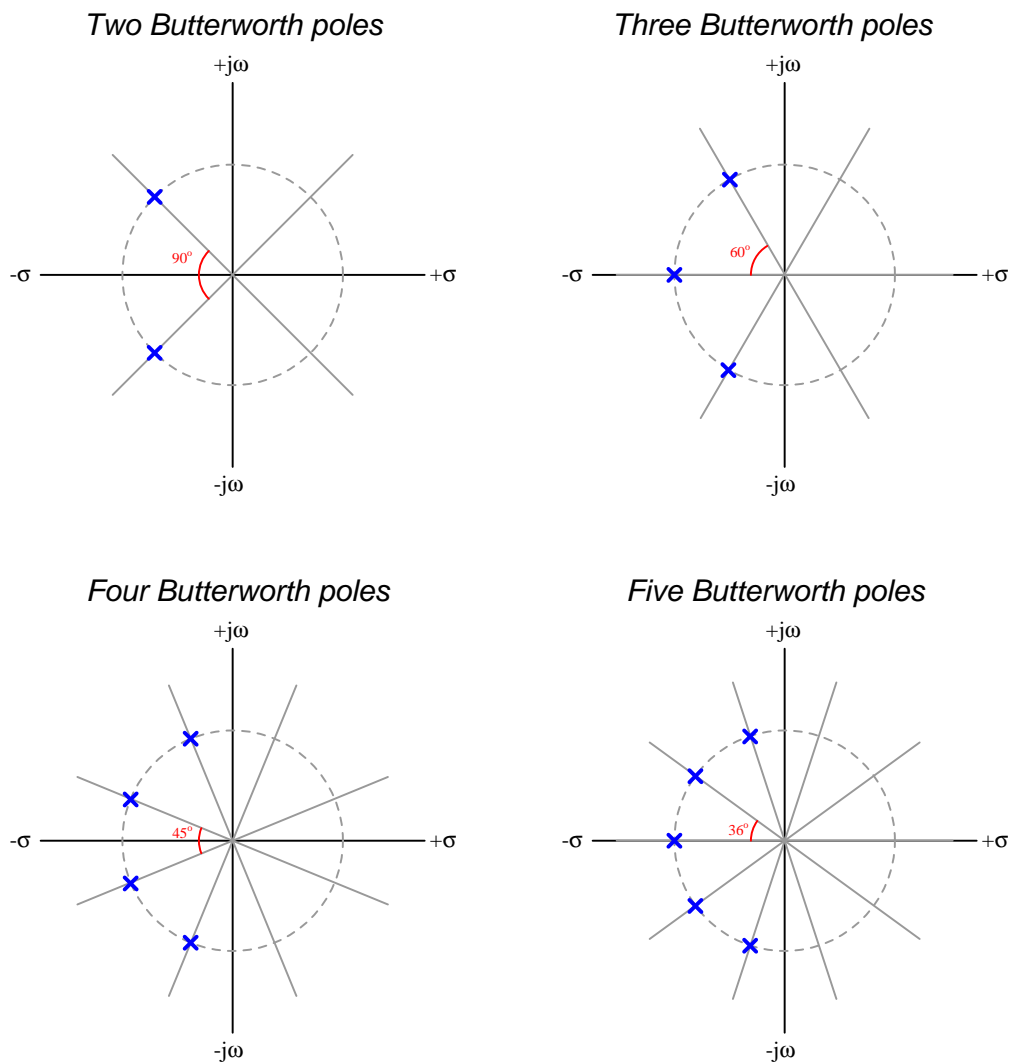 Two Butterworth poles
+jω
90°
-σ
+σ
-jω
Three Butterworth poles
+jω
60°
-σ
+σ
-jω
Four Butterworth poles
+jω
45°
-σ
+σ
-jω
Five Butterworth poles
+jω
36°
-σ
+σ
-jω